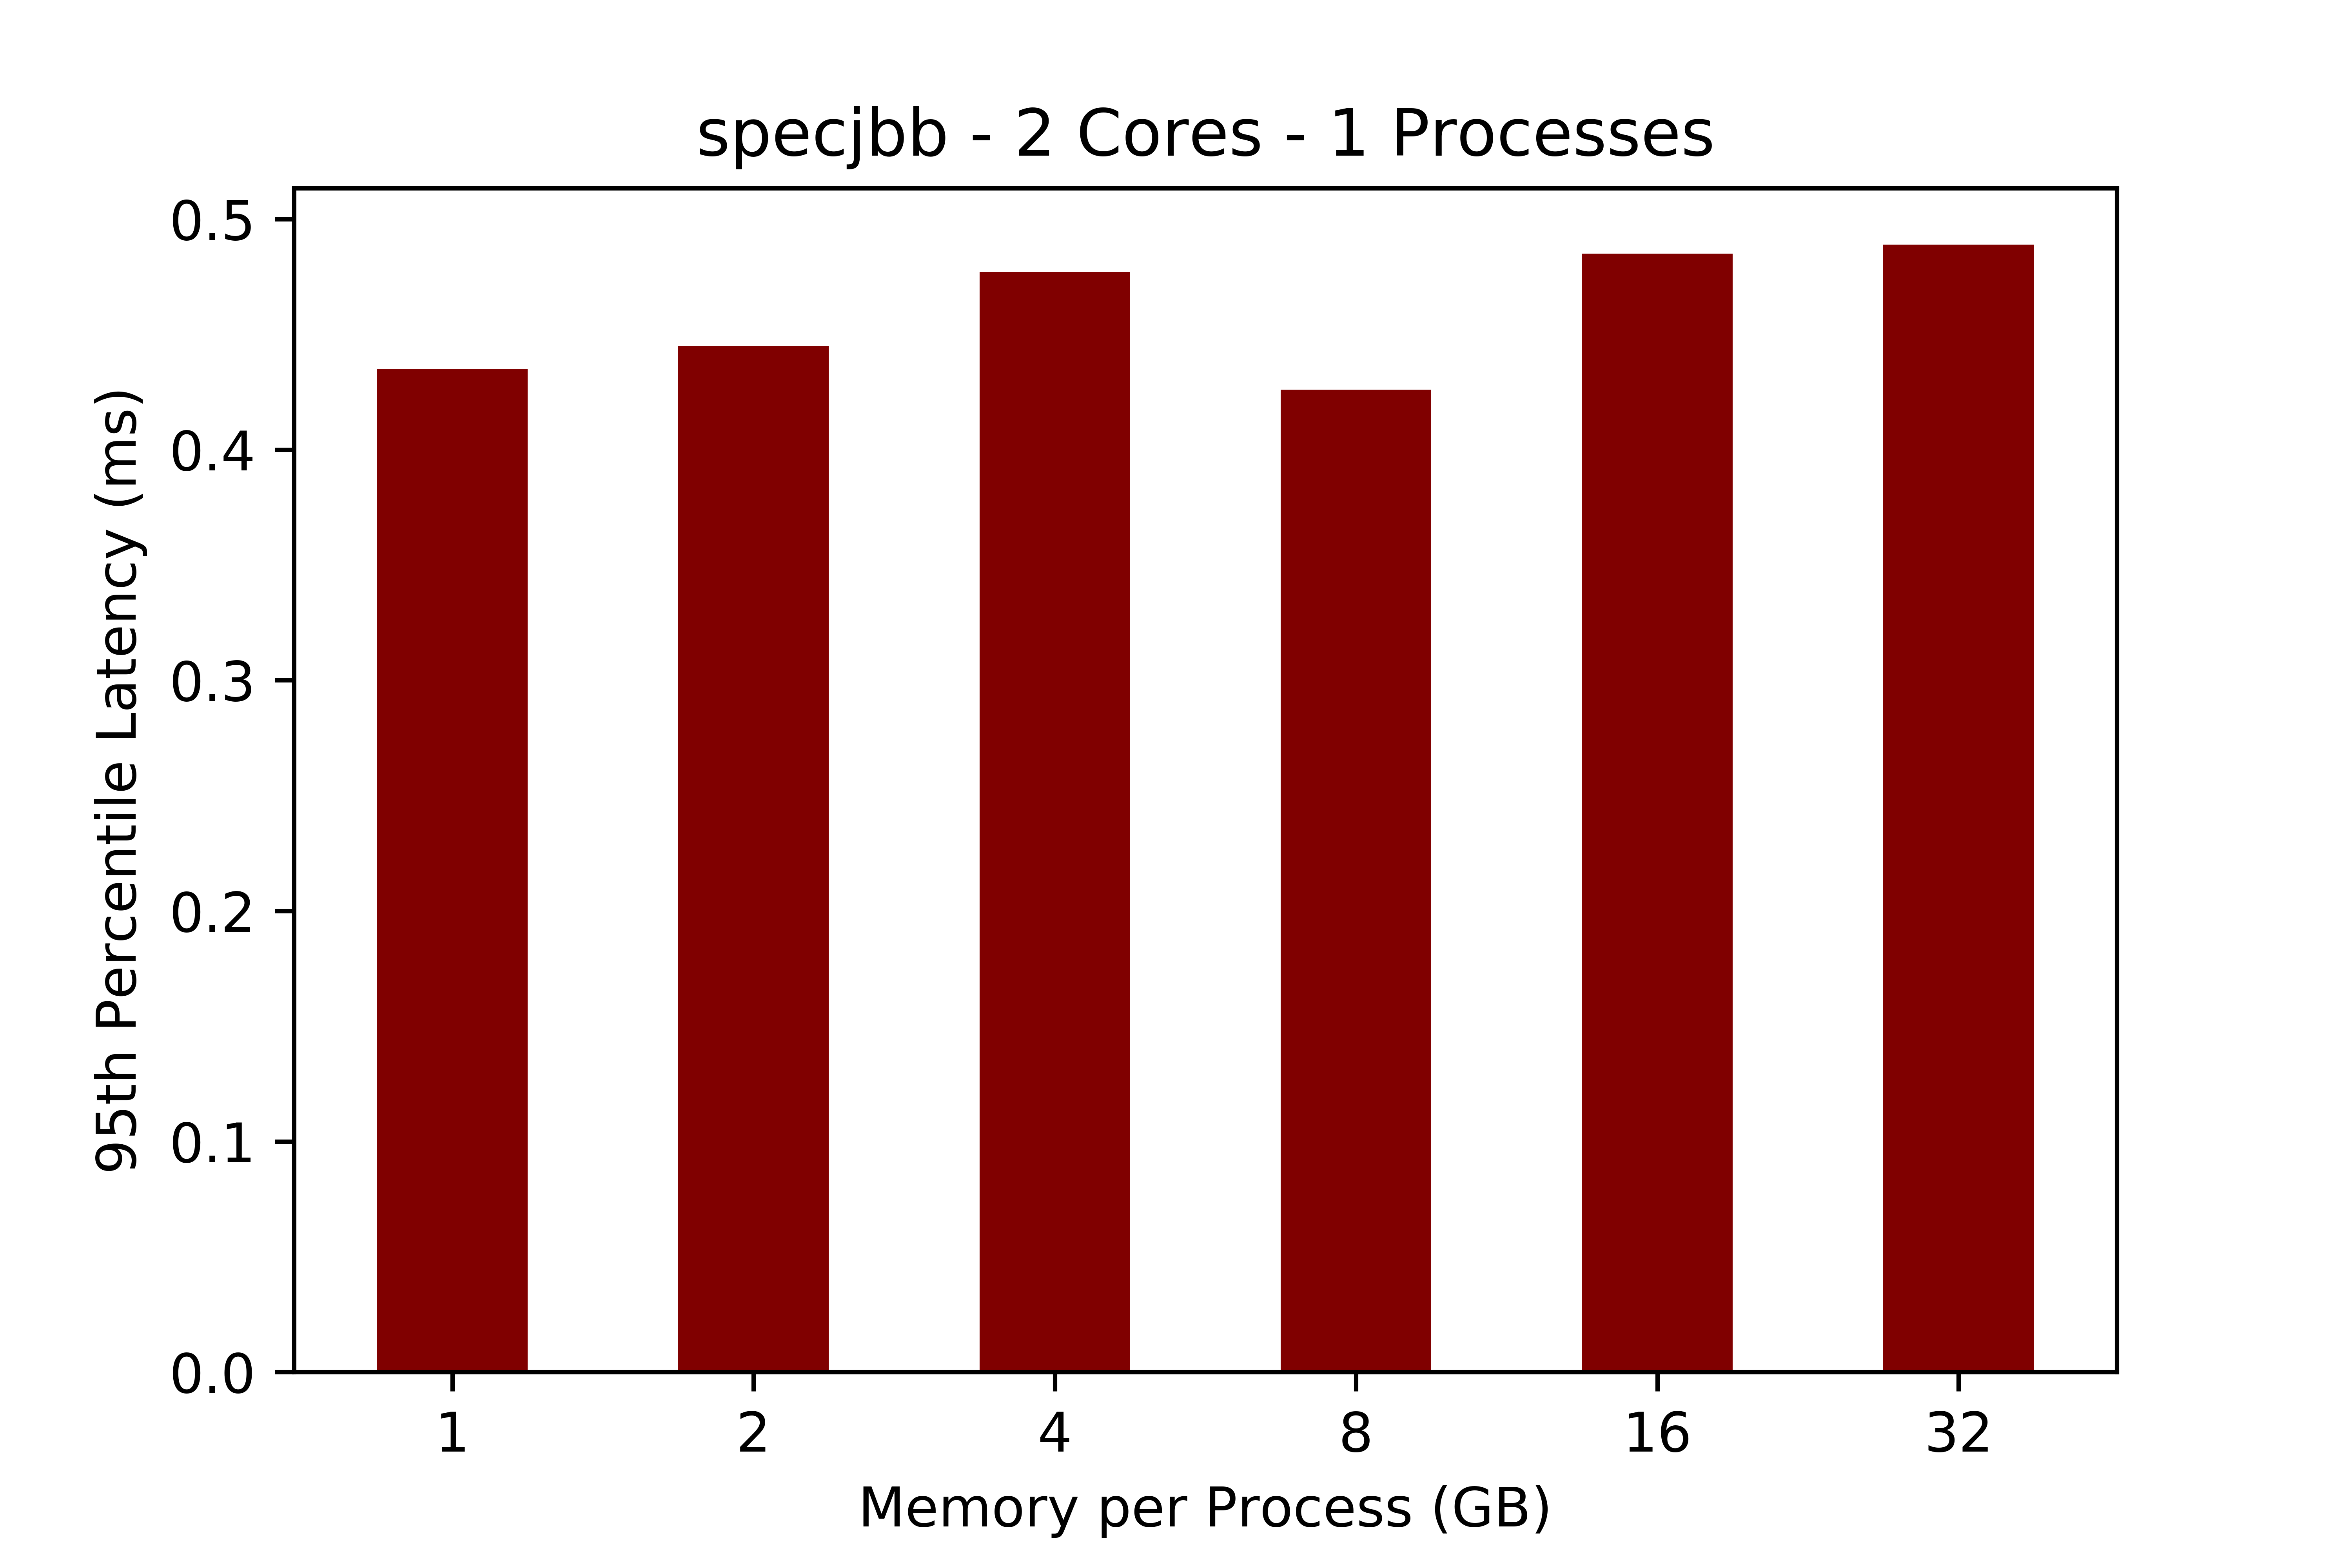 specjbb - 2 Cores - 1 Processes
95th Percentile Latency (ms)
0.5
0.4
0.3
0.2
0.1
0.0
1 2 4 8 16 32
Memory per Process (GB)